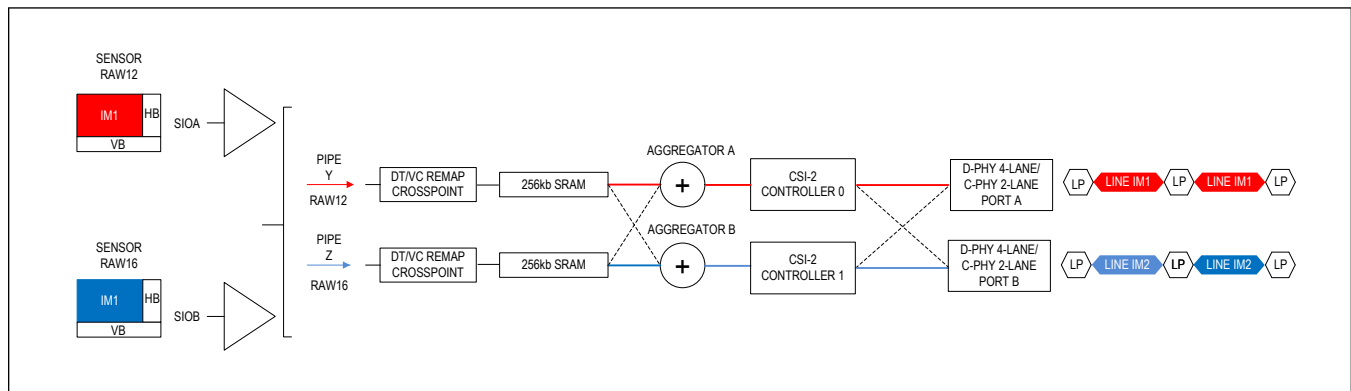 SENSOR
RAW12
IM1
HB
VB
SIOA
SENSOR
RAW16
IM1
HB
VB
SIOB
PIPE
Y
RAW12
PIPE
Z
RAW16
DT/VC REMAP
CROSSPOINT
256kb SRAM
DT/VC REMAP
CROSSPOINT
256kb SRAM
AGGREGATOR A
+
AGGREGATOR B
+
CSI-2
CONTROLLER 0
CSI-2
CONTROLLER 1
D-PHY 4-LANE/
C-PHY 2-LANE
PORT A
D-PHY 4-LANE/
C-PHY 2-LANE
PORT B
LP LINE IM1 LP LINE IM1 LP
LP LINE IM2 LP LINE IM2 LP